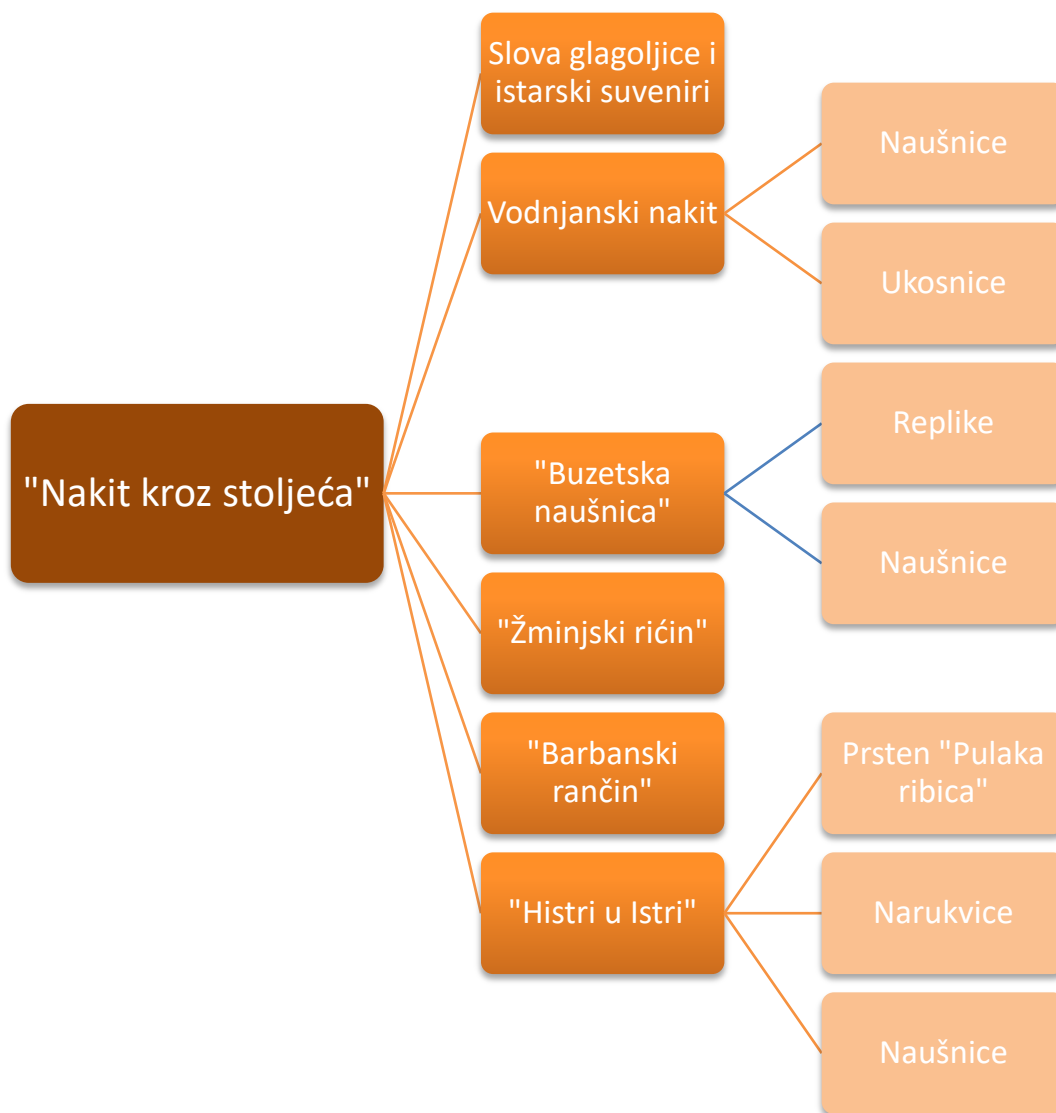 Slova glagoljice i
istarski suveniri
Naušnice
Vodnjanski nakit
Ukosnice
Replike
"Nakit kroz stoljeća"
"Buzetska
naušnica"
Naušnice
"Žminjski rićin"
"Barbanski
rančin"
Prsten "Pulaka
ribica"
"Histri u Istri"
Narukvice
Naušnice